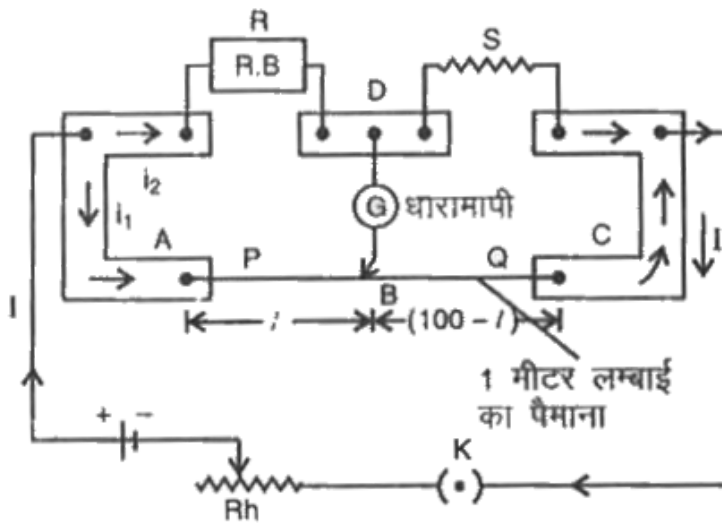 R
R.B
S
D
i₂
i₁
G धारामापी
A
P
Q
C
I
I
B
l
(100 – l)
1 मीटर लम्बाई
का पैमाना
+ –
K
Rh